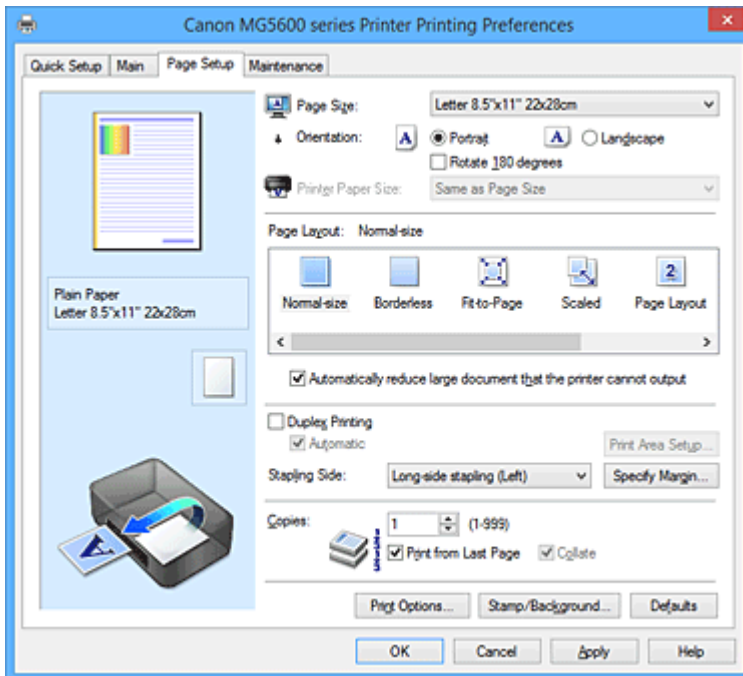 Canon MG5600 series Printer Printing Preferences
Quick Setup Main Page Setup Maintenance
Page Size: Letter 8.5"x11" 22x28cm
Orientation: A Portrait A Landscape
Rotate 180 degrees
Printer Paper Size: Same as Page Size
Page Layout: Normal-size
2
Normal-size Borderless Fit-to-Page Scaled Page Layout
Plain Paper
Letter 8.5"x11" 22x28cm
Automatically reduce large document that the printer cannot output
Duplex Printing
Automatic Print Area Setup...
Stapling Side: Long-side stapling (Left) Specify Margin...
Copies: 1 (1-999)
Print from Last Page Collate
A
Print Options... Stamp/Background... Defaults
OK Cancel Apply Help